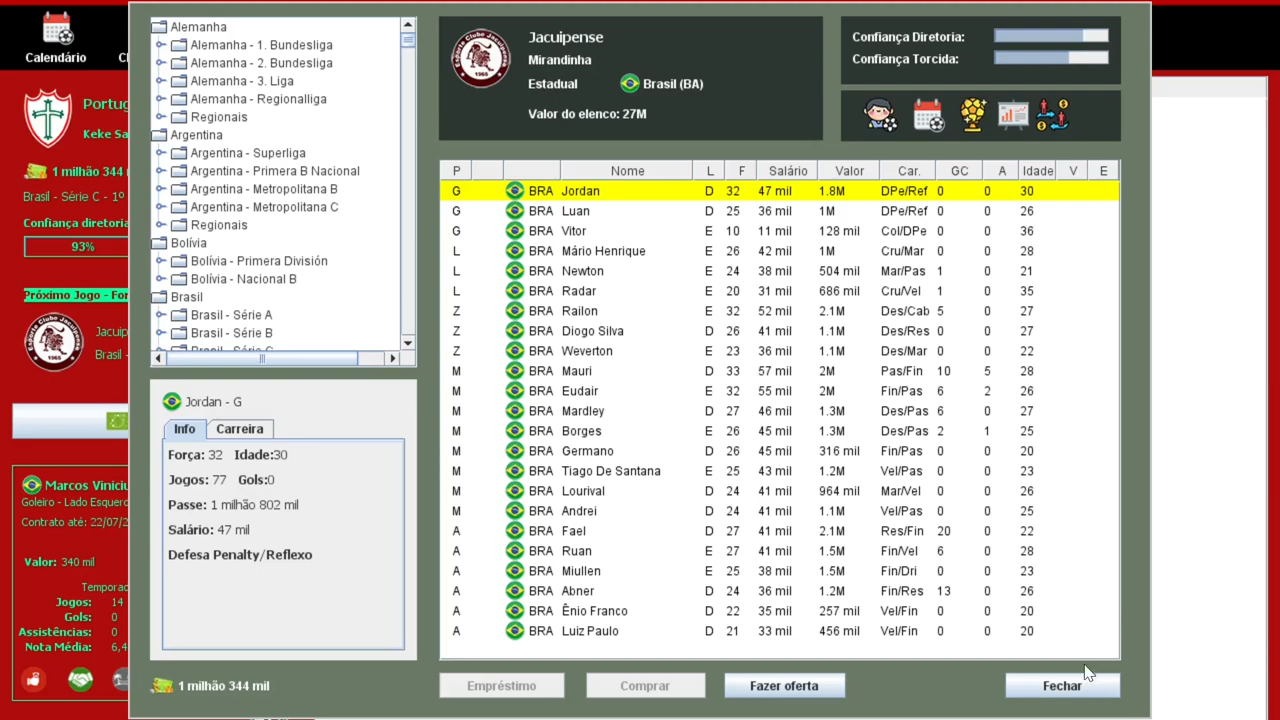 Calendário
Portug
Keke Sa
1 milhão 344 m
Brasil - Série C - 1º
Confiança diretoria
93%
Próximo Jogo - For
Jacuip
Brasil -
Marcos Viniciu
Goleiro - Lado Esquero
Contrato até: 22/07/2
Valor: 340 mil
Temporac
Jogos: 14
Gols: 0
Assistências: 0
Nota Média: 6,4
Alemanha
Alemanha - 1. Bundesliga
Alemanha - 2. Bundesliga
Alemanha - 3. Liga
Alemanha - Regionalliga
Regionais
Argentina
Argentina - Superliga
Argentina - Primera B Nacional
Argentina - Metropolitana B
Argentina - Metropolitana C
Regionais
Bolívia
Bolívia - Primera División
Bolívia - Nacional B
Brasil
Brasil - Série A
Brasil - Série B
Brasil - Série C
Jordan - G
Info Carreira
Força: 32 Idade:30
Jogos: 77 Gols:0
Passe: 1 milhão 802 mil
Salário: 47 mil
Defesa Penalty/Reflexo
1 milhão 344 mil
Jacuipense
Mirandinha
Estadual Brasil (BA)
Valor do elenco: 27M
Confiança Diretoria:
Confiança Torcida:
P Nome L F Salário Valor Car. GC A Idade V E
G BRA Jordan D 32 47 mil 1.8M DPe/Ref 0 0 30
G BRA Luan D 25 36 mil 1M DPe/Ref 0 0 26
G BRA Vitor E 10 11 mil 128 mil Col/DPe 0 0 36
L BRA Mário Henrique E 26 42 mil 1M Cru/Mar 0 0 28
L BRA Newton E 24 38 mil 504 mil Mar/Pas 1 0 21
L BRA Radar E 20 31 mil 686 mil Cru/Vel 1 0 35
Z BRA Railon E 32 52 mil 2.1M Des/Cab 5 0 27
Z BRA Diogo Silva D 26 41 mil 1.1M Des/Res 0 0 27
Z BRA Weverton E 23 36 mil 1.1M Des/Mar 0 0 22
M BRA Mauri D 33 57 mil 2M Pas/Fin 10 5 28
M BRA Eudair E 32 55 mil 2M Fin/Pas 6 2 26
M BRA Mardley D 27 46 mil 1.3M Des/Pas 6 0 27
M BRA Borges E 26 45 mil 1.3M Des/Pas 2 1 25
M BRA Germano D 26 45 mil 316 mil Fin/Pas 0 0 20
M BRA Tiago De Santana E 25 43 mil 1.2M Vel/Pas 0 0 23
M BRA Lourival D 24 41 mil 964 mil Mar/Vel 0 0 26
M BRA Andrei D 24 41 mil 1.1M Vel/Pas 0 0 25
A BRA Fael D 27 41 mil 2.1M Res/Fin 20 0 22
A BRA Ruan E 27 41 mil 1.5M Fin/Vel 6 0 28
A BRA Miullen E 25 38 mil 1.5M Fin/Dri 0 0 23
A BRA Abner D 24 36 mil 1.2M Fin/Res 13 0 26
A BRA Ênio Franco D 22 35 mil 257 mil Vel/Fin 0 0 20
A BRA Luiz Paulo D 21 33 mil 456 mil Vel/Fin 0 0 20
Empréstimo Comprar Fazer oferta Fechar